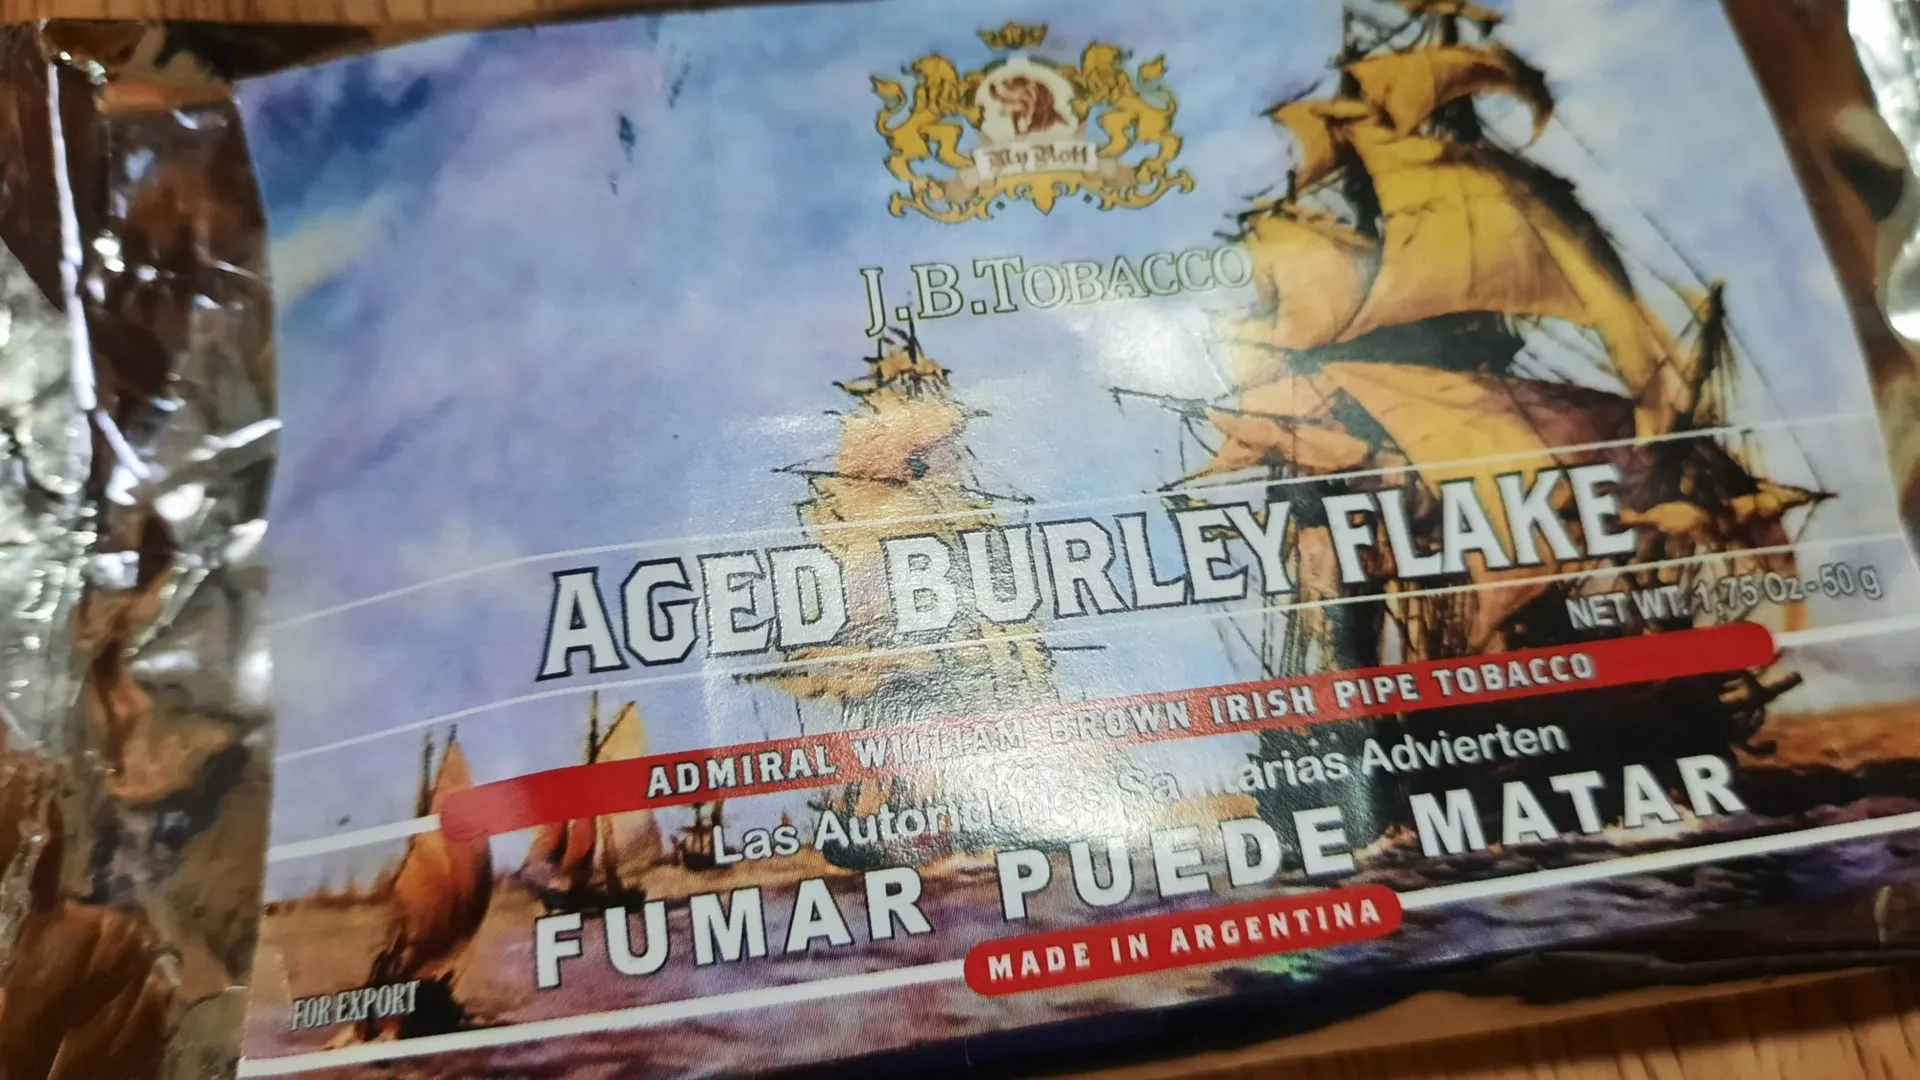 J.B.TOBACCO
AGED BURLEY FLAKE
NET WT. 1,75 Oz - 50 g
ADMIRAL WILLIAM BROWN IRISH PIPE TOBACCO
Las Autoridades Sanitarias Advierten
FUMAR PUEDE MATAR
MADE IN ARGENTINA
FOR EXPORT